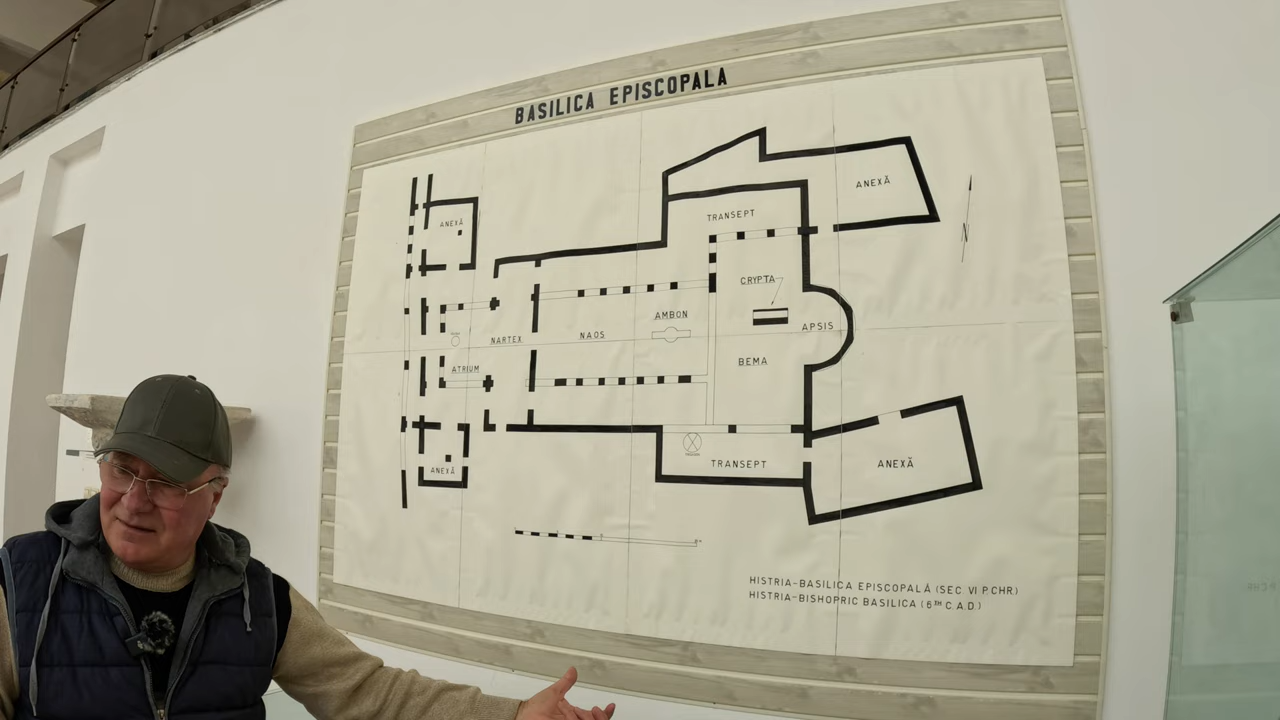 BASILICA EPISCOPALA
ANEXĂ
TRANSEPT
ANEXĂ
N
CRYPTA
AMBON
NAOS
NARTEX
APSIS
BEMA
ATRIUM
ANEXĂ
TRANSEPT
ANEXĂ
HISTRIA-BASILICA EPISCOPALĂ (SEC. VI P.CHR.)
HISTRIA-BISHOPRIC BASILICA (6TH C. A.D.)